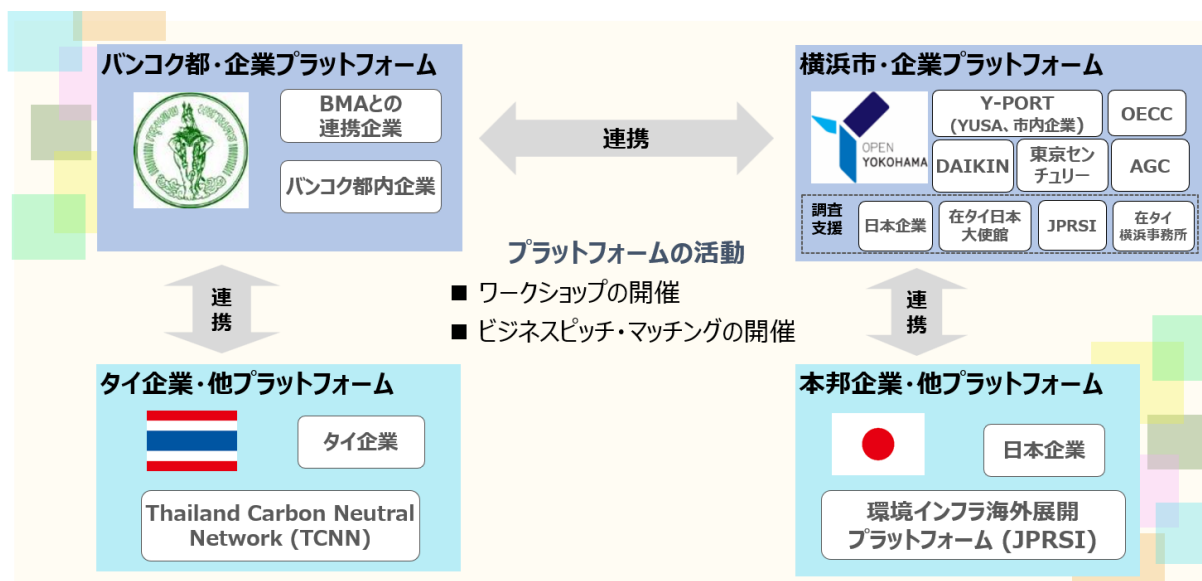 バンコク都・企業プラットフォーム
BMAとの
連携企業
バンコク都内企業
連携
横浜市・企業プラットフォーム
OPEN
YOKOHAMA
Y-PORT
(YUSA、市内企業)
OECC
DAIKIN
東京セン
チュリー
AGC
調査
支援
日本企業
在タイ日本
大使館
JPRSI
在タイ
横浜事務所
プラットフォームの活動
■ ワークショップの開催
■ ビジネスピッチ・マッチングの開催
連
携
連
携
タイ企業・他プラットフォーム
タイ企業
Thailand Carbon Neutral
Network (TCNN)
本邦企業・他プラットフォーム
日本企業
環境インフラ海外展開
プラットフォーム (JPRSI)